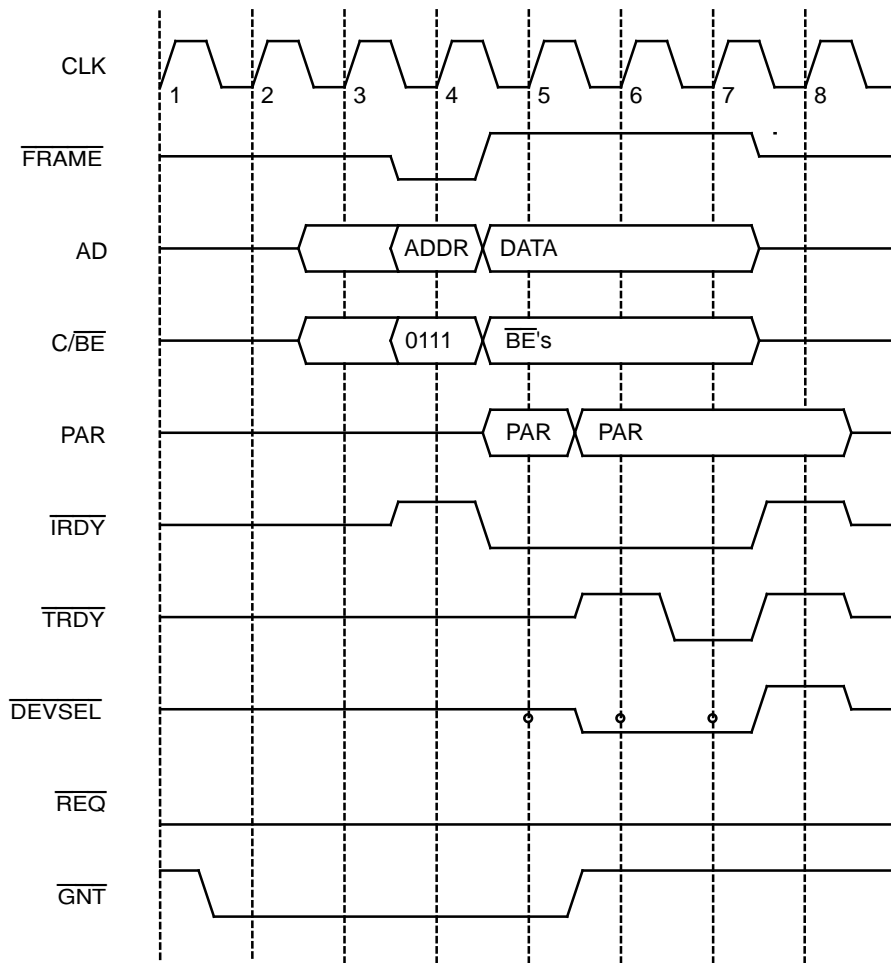 CLK
1 2 3 4 5 6 7 8
FRAME
AD ADDR DATA
C/BE 0111 BE's
PAR PAR PAR
IRDY
TRDY
DEVSEL
REQ
GNT